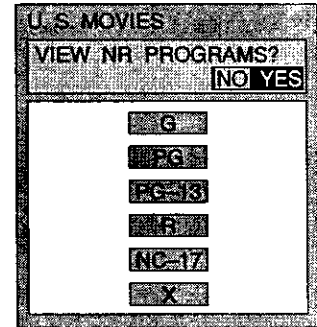 U. S. MOVIES
VIEW NR PROGRAMS?
NO YES
G
PG
PG-13
R
NC-17
X